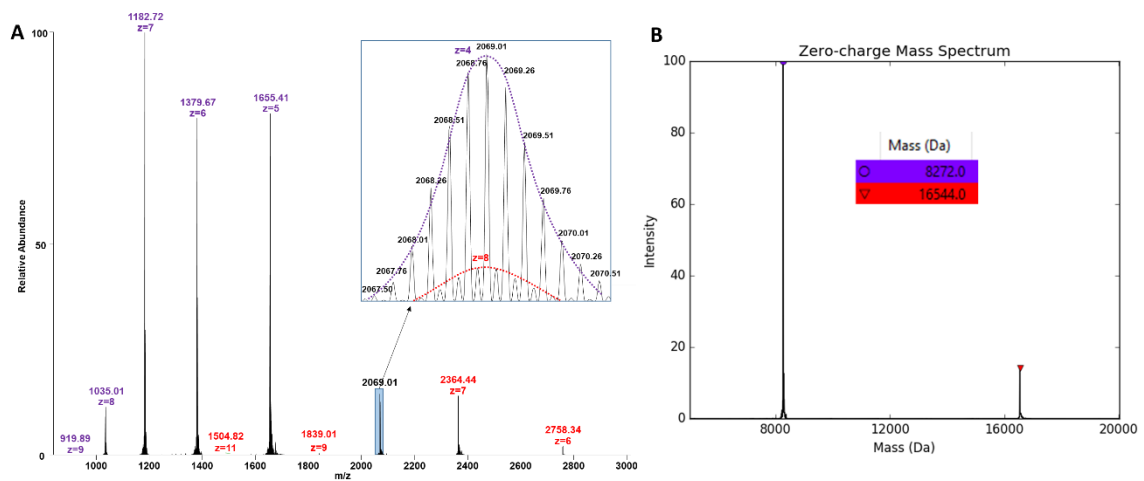 A
1182.72
z=7
1379.67
z=6
1655.41
z=5
1035.01
z=8
919.89
z=9
1504.82
z=11
1839.01
z=9
2069.01
2364.44
z=7
2758.34
z=6
100
50
0
Relative Abundance
1000
1200
1400
1600
1800
2000
2200
2400
2600
2800
3000
m/z
z=4
2069.01
2068.76
2069.26
2068.51
2069.51
2068.26
2069.76
2068.01
2070.01
2067.76
2070.26
2067.50
2070.51
z=8
B
Zero-charge Mass Spectrum
100
80
60
40
20
0
Intensity
Mass (Da)
8272.0
16544.0
8000
12000
16000
20000
Mass (Da)